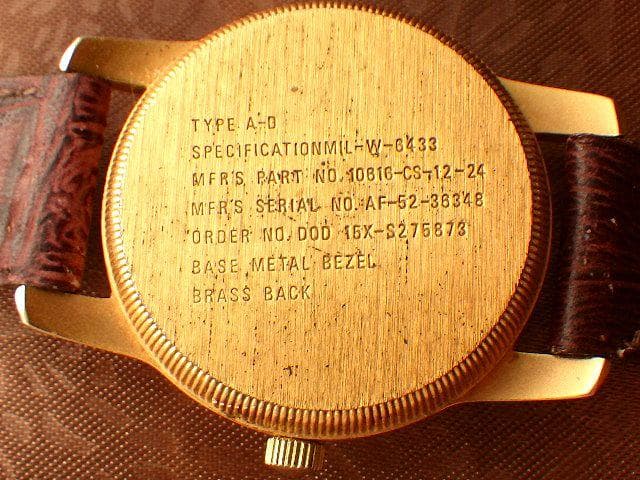 TYPE A-D
SPECIFICATIONMIL-W-6433
MFR'S PART NO. 10616-CS-12-24
MFR'S SERIAL NO. AF-52-36348
ORDER NO. DOD 15X-S275873
BASE METAL BEZEL
BRASS BACK